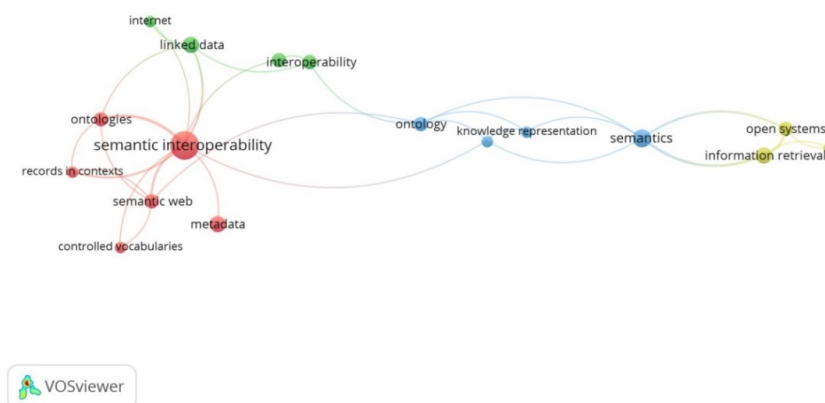 internet
linked data
interoperability
ontologies
semantic interoperability
records in contexts
semantic web
metadata
controlled vocabularies
ontology
knowledge representation
semantics
open systems
information retrieval
VOSviewer